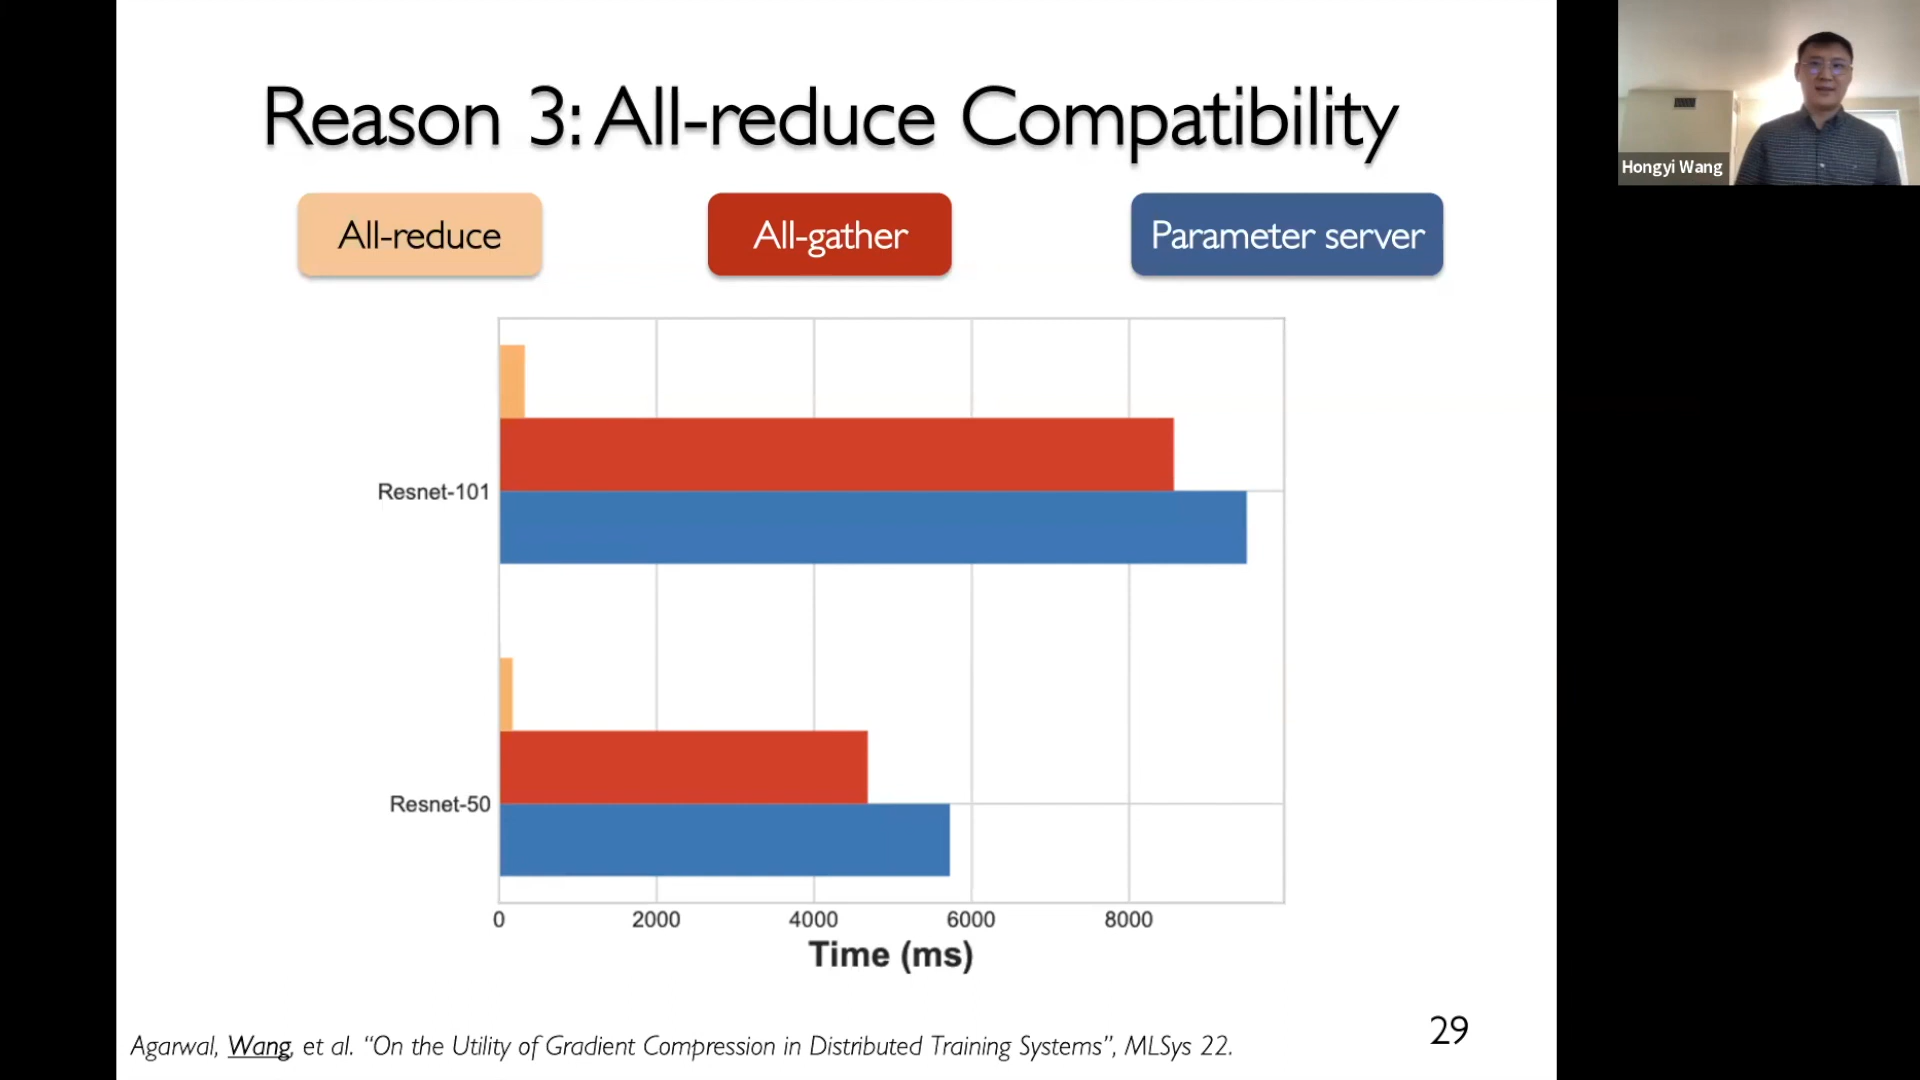 Reason 3: All-reduce Compatibility
Hongyi Wang
All-reduce
All-gather
Parameter server
Resnet-101
Resnet-50
0
2000
4000
6000
8000
Time (ms)
29
Agarwal, Wang, et al. “On the Utility of Gradient Compression in Distributed Training Systems”, MLSys 22.